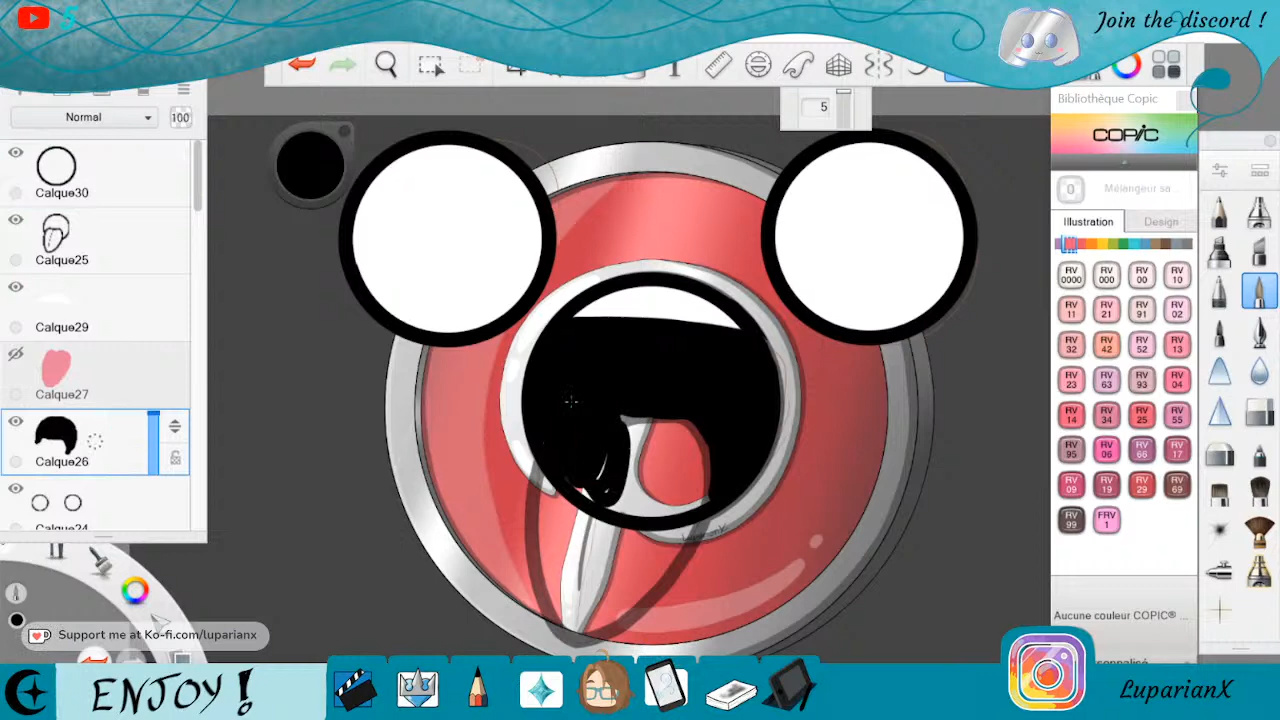 5
Join the discord !
T
5
Normal
100
Bibliothéque Copic
COPIC
0
Mélangeur sa...
Illustration
Design
RV 0000
RV 000
RV 00
RV 10
RV 11
RV 21
RV 91
RV 02
RV 32
RV 42
RV 52
RV 13
RV 23
RV 63
RV 93
RV 04
RV 14
RV 34
RV 25
RV 55
RV 95
RV 06
RV 66
RV 17
RV 09
RV 19
RV 29
RV 69
RV 99
FRV 1
Calque30
Calque25
Calque29
Calque27
Calque26
Calque24
Aucune couleur COPIC® ...
Support me at Ko-fi.com/luparianx
ENJOY !
LuparianX